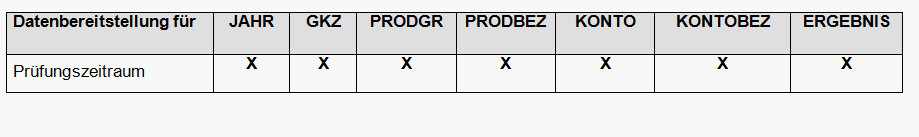 Datenbereitstellung für JAHR GKZ PRODGR PRODBEZ KONTO KONTOBEZ ERGEBNIS
Prüfungszeitraum X X X X X X X